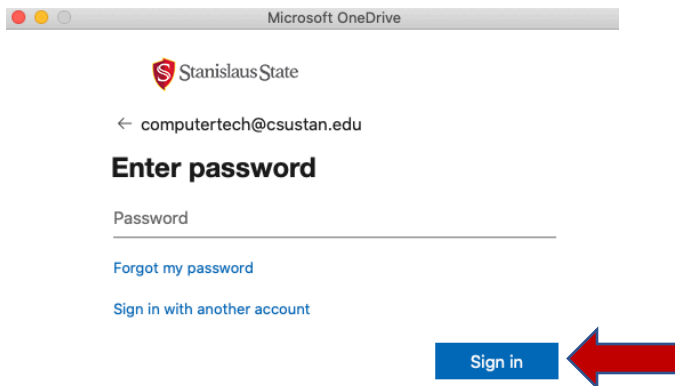 Microsoft OneDrive
Stanislaus State
← computertech@csustan.edu
Enter password
Password
Forgot my password
Sign in with another account
Sign in